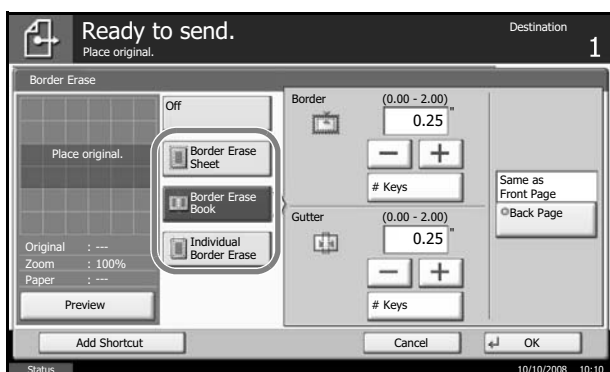 Ready to send.
Place original.
Destination
1
Border Erase
Place original.
Original : ---
Zoom : 100%
Paper : ---
Preview
Off
Border Erase
Sheet
Border Erase
Book
Individual
Border Erase
Border
(0.00 - 2.00)
0.25 "
# Keys
Gutter
(0.00 - 2.00)
0.25 "
# Keys
Same as
Front Page
Back Page
Add Shortcut
Cancel
OK
Status
10/10/2008 10:10